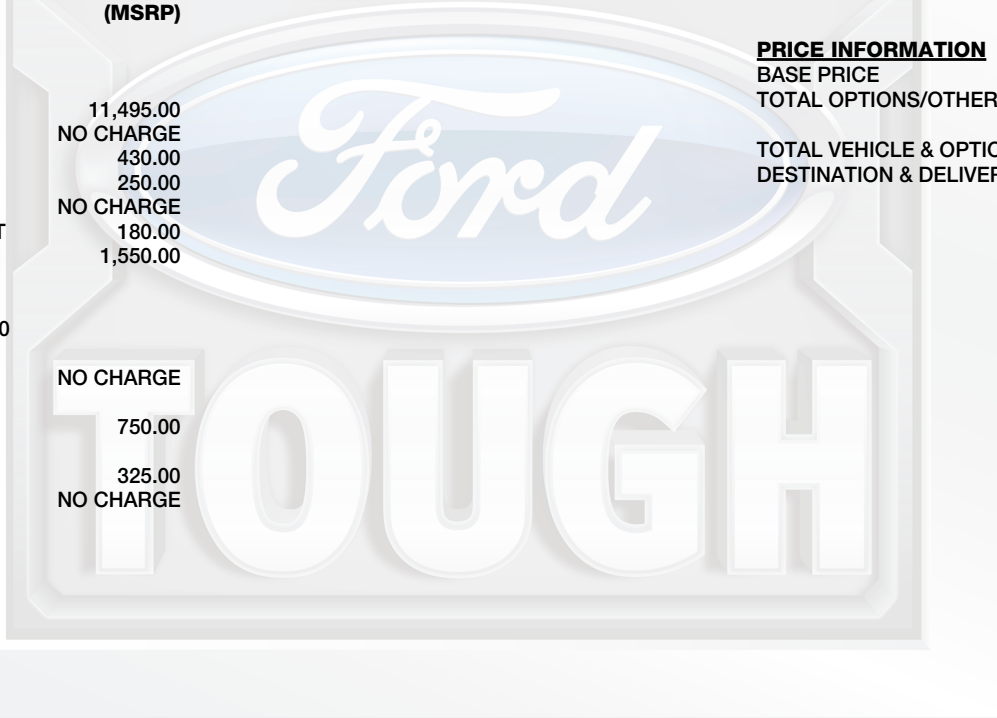 (MSRP)
11,495.00
NO CHARGE
430.00
250.00
NO CHARGE
T 180.00
1,550.00
0
NO CHARGE
750.00
325.00
NO CHARGE
PRICE INFORMATION
BASE PRICE
TOTAL OPTIONS/OTHER
TOTAL VEHICLE & OPTIO
DESTINATION & DELIVER
Ford
TOUGH